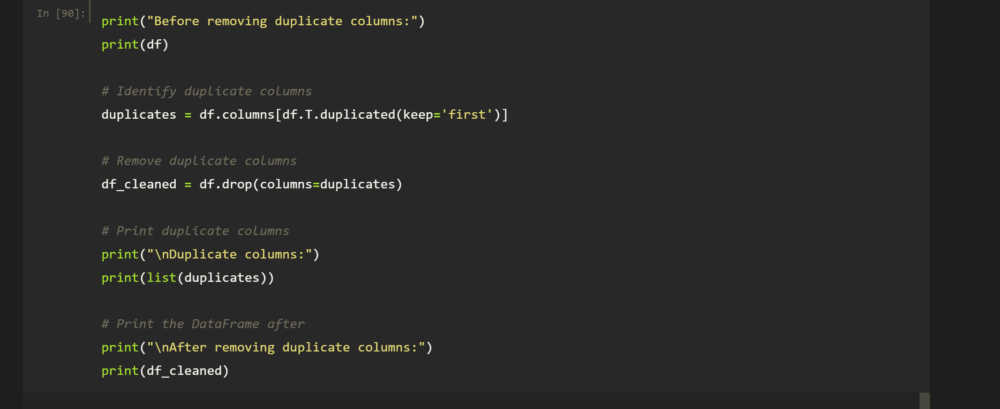 In [90]:
print("Before removing duplicate columns:")
print(df)
# Identify duplicate columns
duplicates = df.columns[df.T.duplicated(keep='first')]
# Remove duplicate columns
df_cleaned = df.drop(columns=duplicates)
# Print duplicate columns
print("\nDuplicate columns:")
print(list(duplicates))
# Print the DataFrame after
print("\nAfter removing duplicate columns:")
print(df_cleaned)